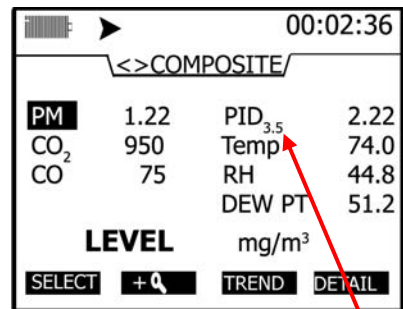 00:02:36
<>COMPOSITE
PM 1.22 PID3.5 2.22
CO2 950 Temp 74.0
CO 75 RH 44.8
DEW PT 51.2
LEVEL mg/m³
SELECT + TREND DETAIL